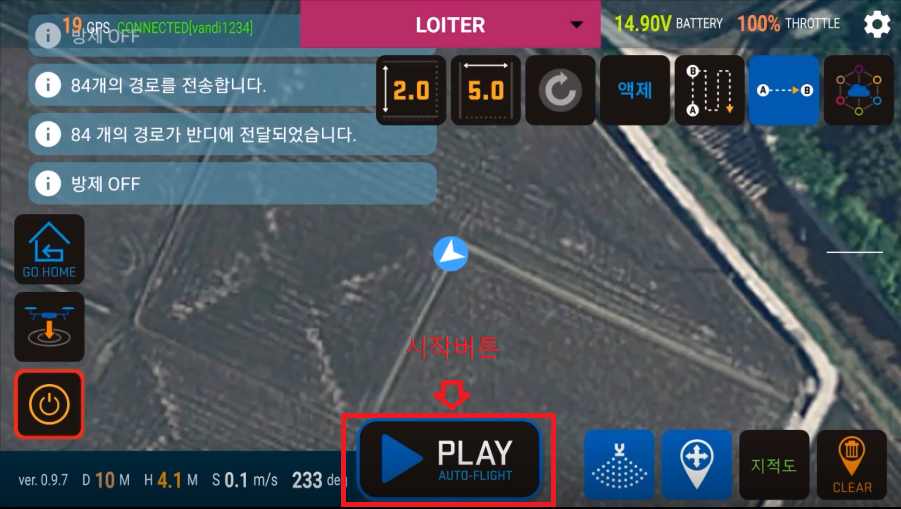 19 GPS CONNECTED[vandi1234]
LOITER
14.90V BATTERY 100% THROTTLE
방제 OFF
84개의 경로를 전송합니다.
84 개의 경로가 반디에 전달되었습니다.
방제 OFF
2.0
5.0
액제
B
A
A B
GO HOME
시작버튼
PLAY
AUTO-FLIGHT
ver. 0.9.7 D 10 M H 4.1 M S 0.1 m/s 233 deg
지적도
CLEAR